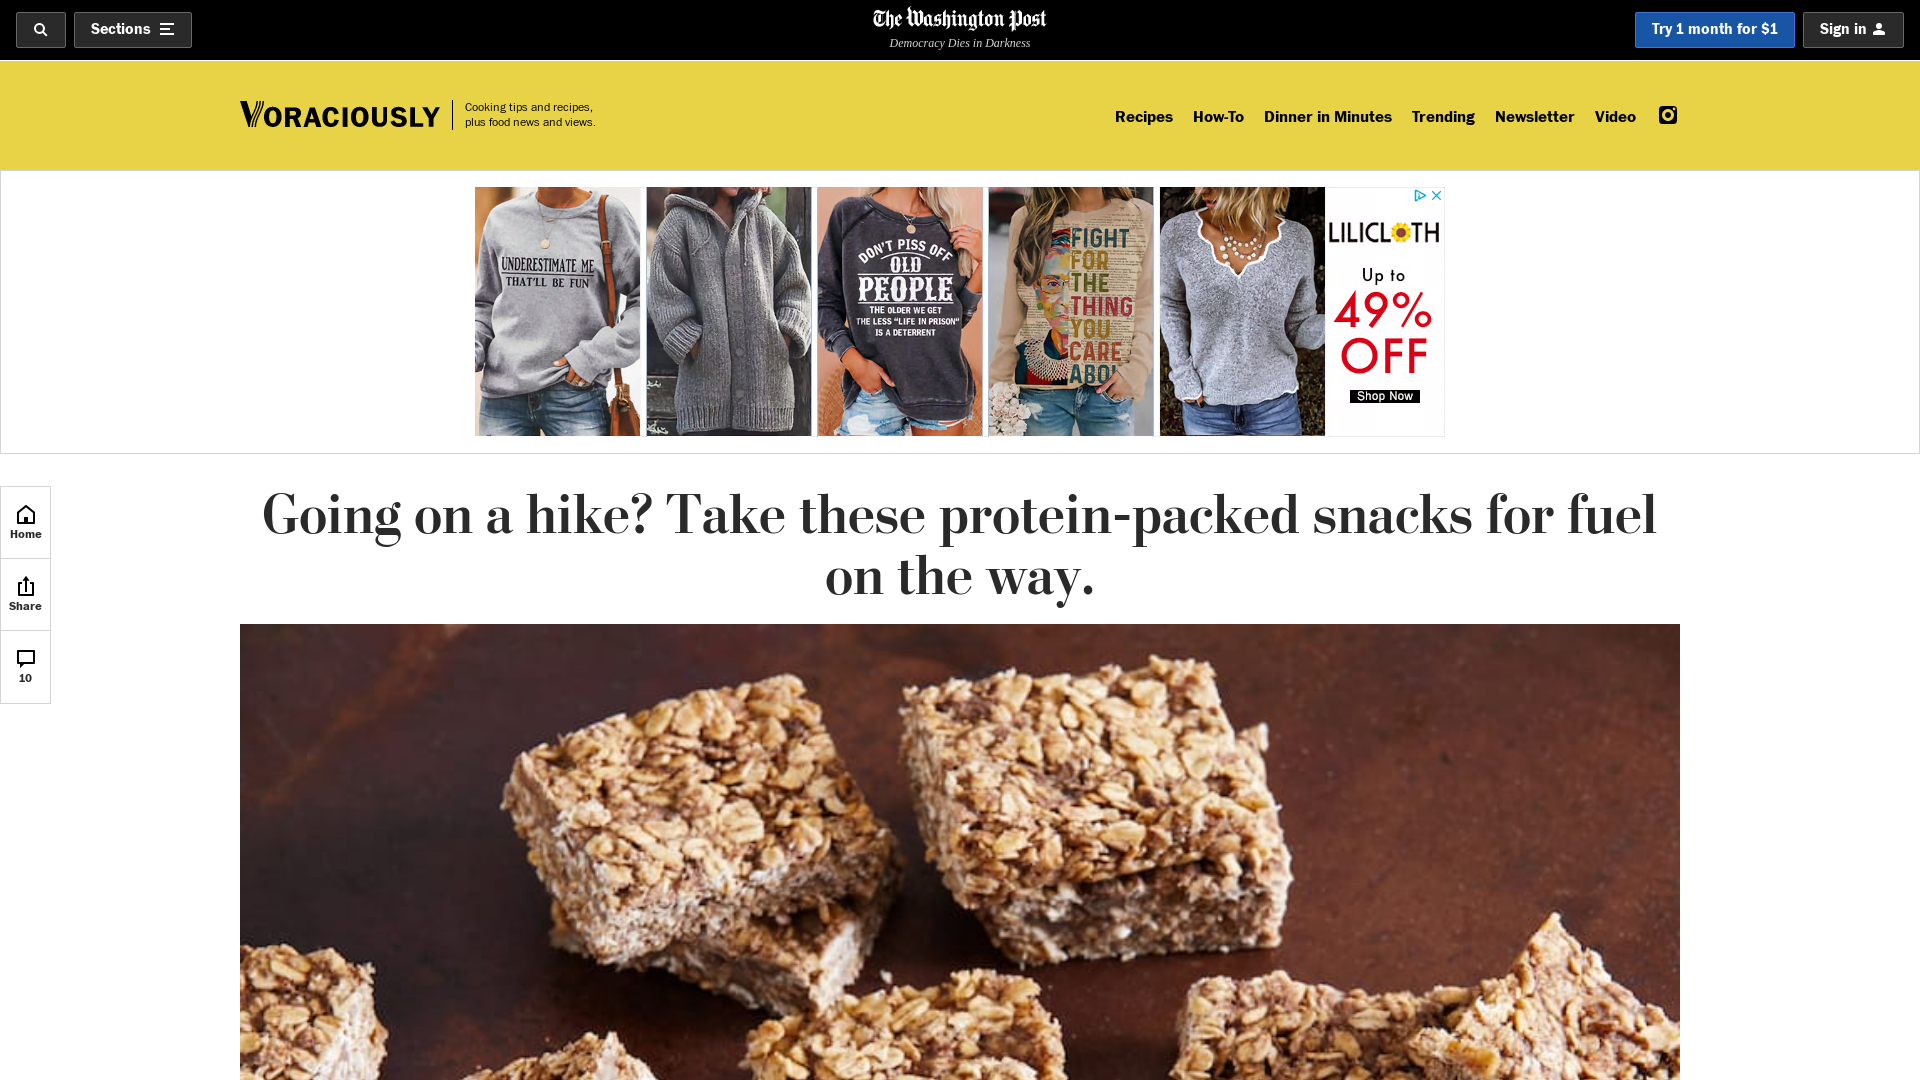 Sections
The Washington Post
Democracy Dies in Darkness
Try 1 month for $1
Sign in
VORACIOUSLY
Cooking tips and recipes,
plus food news and views.
Recipes
How-To
Dinner in Minutes
Trending
Newsletter
Video
UNDERESTIMATE ME
THAT'LL BE FUN
DON'T PISS OFF
OLD
PEOPLE
THE OLDER WE GET
THE LESS "LIFE IN PRISON"
IS A DETERRENT
FIGHT
FOR
THE
THING
YOU
CARE
LILICLOTH
Up to
49%
OFF
Shop Now
Home
Share
10
Going on a hike? Take these protein-packed snacks for fuel
on the way.